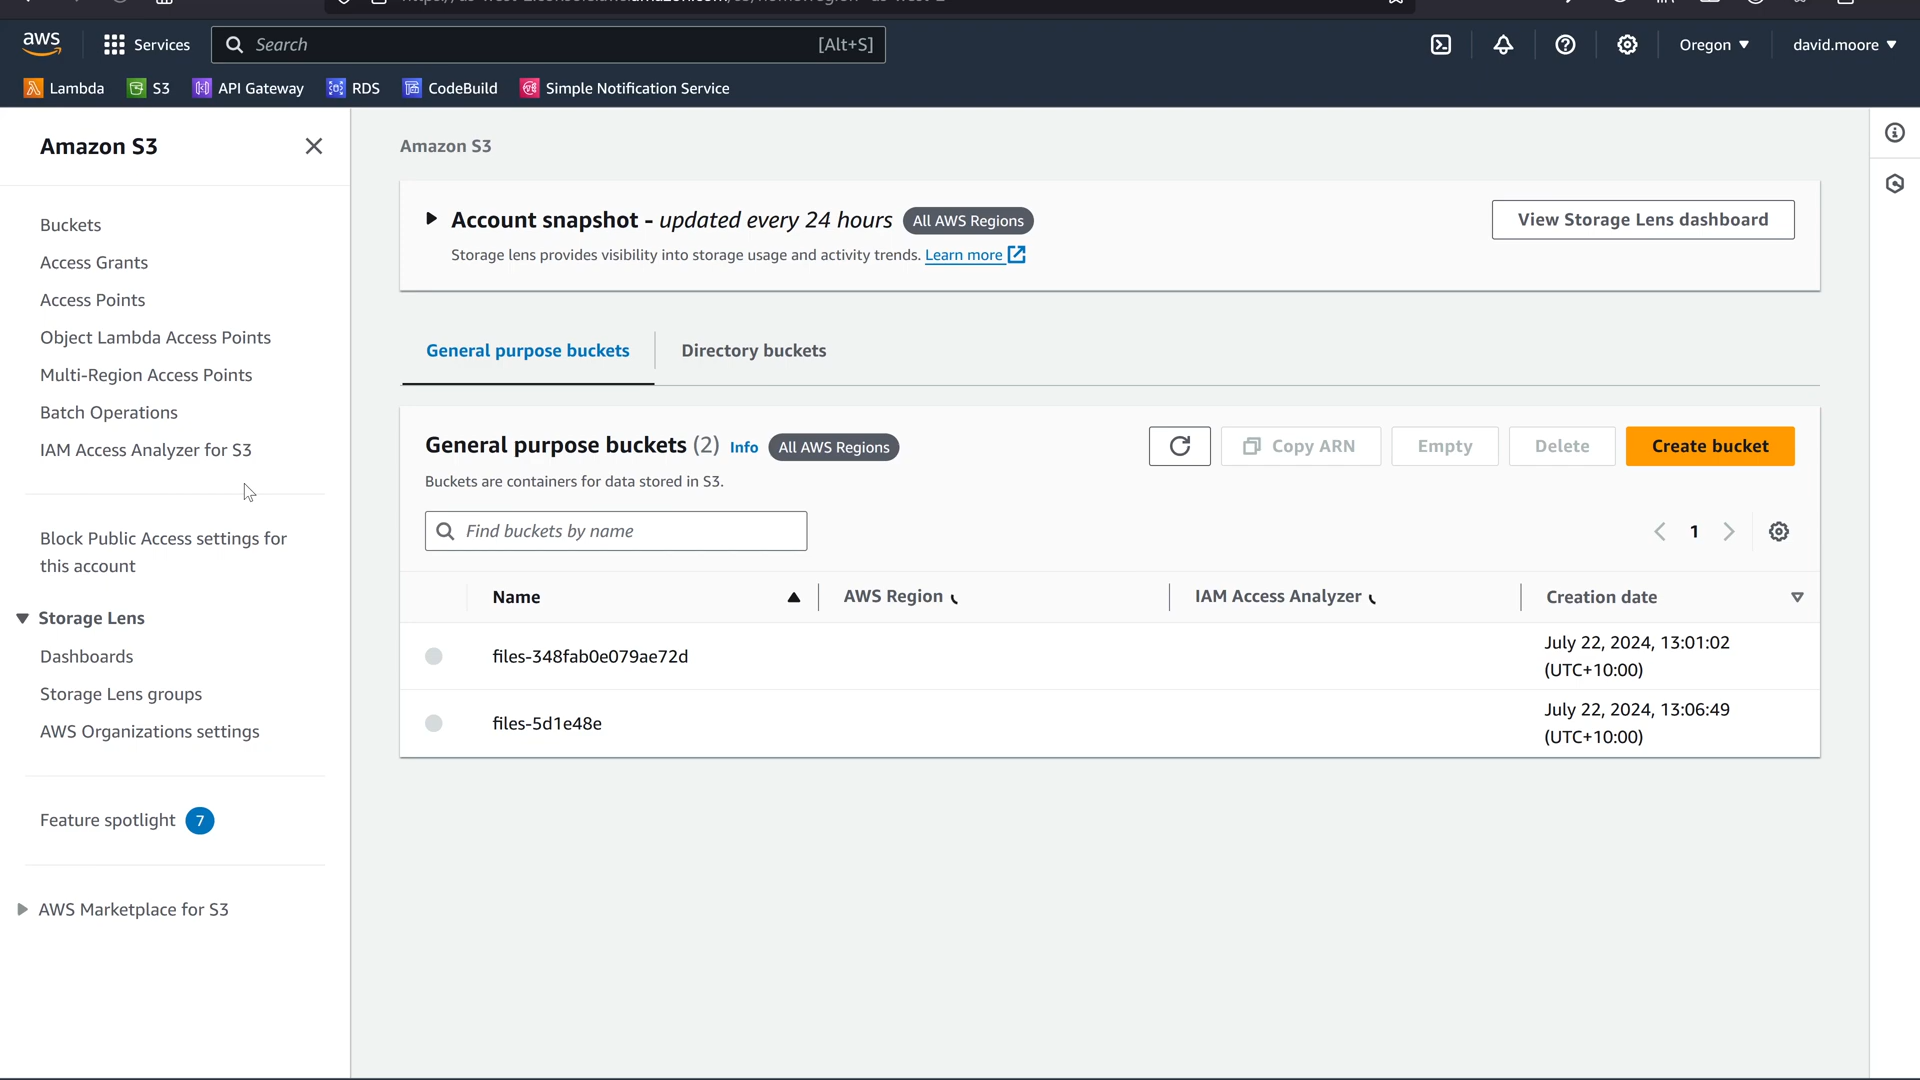 aws
Services
Search
[Alt+S]
Oregon
david.moore
Lambda
S3
API Gateway
RDS
CodeBuild
Simple Notification Service
Amazon S3
Buckets
Access Grants
Access Points
Object Lambda Access Points
Multi-Region Access Points
Batch Operations
IAM Access Analyzer for S3
Block Public Access settings for
this account
Storage Lens
Dashboards
Storage Lens groups
AWS Organizations settings
Feature spotlight 7
AWS Marketplace for S3
Amazon S3
Account snapshot - updated every 24 hours All AWS Regions
View Storage Lens dashboard
Storage lens provides visibility into storage usage and activity trends. Learn more
General purpose buckets
Directory buckets
General purpose buckets (2) Info All AWS Regions
Copy ARN
Empty
Delete
Create bucket
Buckets are containers for data stored in S3.
Find buckets by name
1
Name
AWS Region
IAM Access Analyzer
Creation date
files-348fab0e079ae72d
July 22, 2024, 13:01:02
(UTC+10:00)
files-5d1e48e
July 22, 2024, 13:06:49
(UTC+10:00)